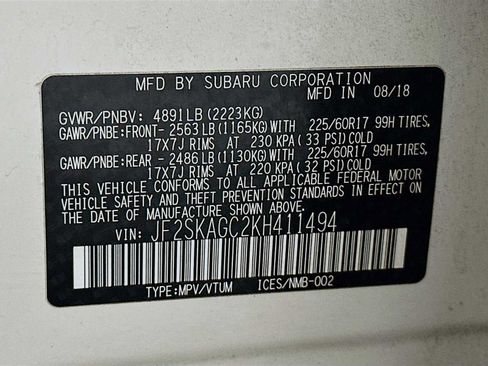 MFD BY SUBARU CORPORATION
MFD IN 08/18
GVWR/PNBV: 4891LB (2223KG)
GAWR/PNBE:FRONT- 2563LB (1165KG) WITH 225/60R17 99H TIRES,
17X7J RIMS AT 230 KPA (33 PSI) COLD
GAWR/PNBE:REAR - 2486LB (1130KG) WITH 225/60R17 99H TIRES,
17X7J RIMS AT 220 KPA (32 PSI) COLD
THIS VEHICLE CONFORMS TO ALL APPLICABLE FEDERAL MOTOR
VEHICLE SAFETY AND THEFT PREVENTION STANDARDS IN
EFFECT ON THE DATE OF MANUFACTURE SHOWN ABOVE.
VIN: JF2SKAGC2KH411494
TYPE:MPV/VTUM ICES/NMB-002